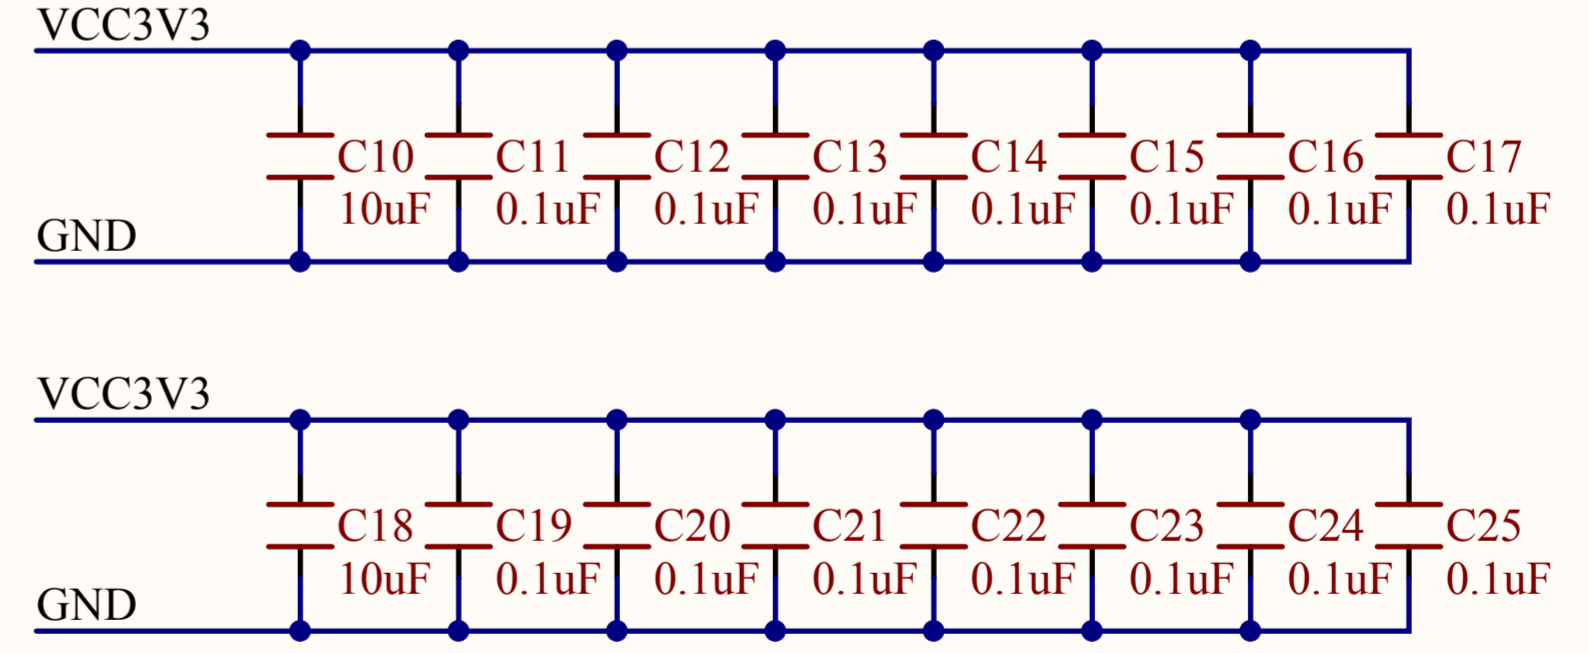 VCC3V3
C10 C11 C12 C13 C14 C15 C16 C17
10uF 0.1uF 0.1uF 0.1uF 0.1uF 0.1uF 0.1uF 0.1uF
GND
VCC3V3
C18 C19 C20 C21 C22 C23 C24 C25
10uF 0.1uF 0.1uF 0.1uF 0.1uF 0.1uF 0.1uF 0.1uF
GND